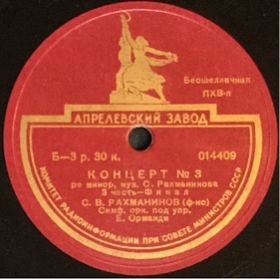 Бесшеллачная
ПХВ-п
АПРЕЛЕВСКИЙ ЗАВОД
Б—3 р. 30 к.
014409
КОНЦЕРТ № 3
ре минор, муз. С. Рахманинова
3 часть—Финал
С. В. РАХМАНИНОВ (ф-но)
Симф. орк. под упр.
Е. Орманди
КОМИТЕТ РАДИОИНФОРМАЦИИ ПРИ СОВЕТЕ МИНИСТРОВ СССР